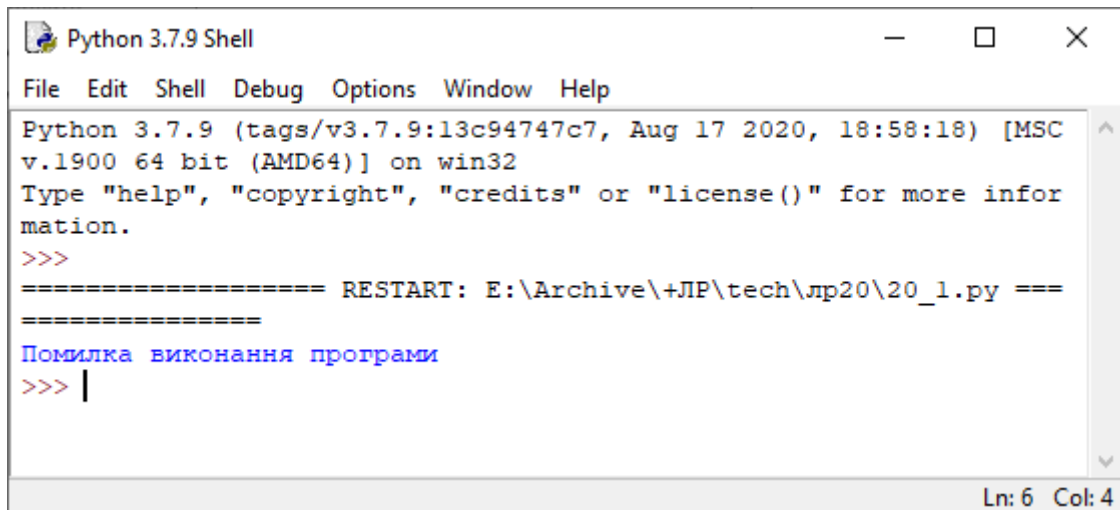 Python 3.7.9 Shell
File Edit Shell Debug Options Window Help
Python 3.7.9 (tags/v3.7.9:13c94747c7, Aug 17 2020, 18:58:18) [MSC
v.1900 64 bit (AMD64)] on win32
Type "help", "copyright", "credits" or "license()" for more infor
mation.
>>>
=================== RESTART: E:\Archive\+ЛР\tech\лр20\20_1.py ===
===============
Помилка виконання програми
>>>
Ln: 6 Col: 4